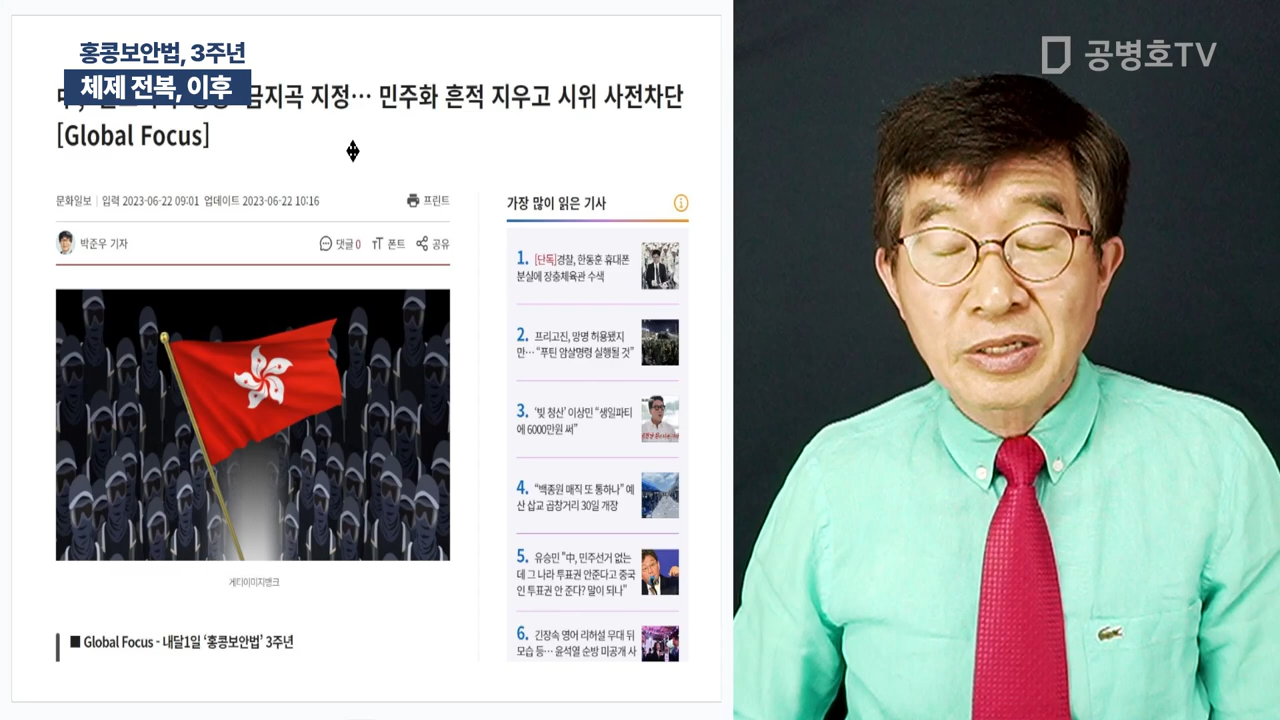 홍콩보안법, 3주년
체제 전복, 이후
금지곡 지정… 민주화 흔적 지우고 시위 사전차단
[Global Focus]
공병호TV
문화일보 | 입력 2023-06-22 09:01 업데이트 2023-06-22 10:16
프린트
박준우 기자
댓글 0 폰트 공유
게티이미지뱅크
■ Global Focus - 내달1일 ‘홍콩보안법’ 3주년
가장 많이 읽은 기사
1. [단독]경찰, 한동훈 휴대폰
분실에 장충체육관 수색
2. 프리고진, 망명 허용됐지
만… “푸틴 암살명령 실행될 것”
3. ‘빚 청산’ 이상민 “생일파티
에 6000만원 써”
4. “백종원 매직 또 통하나” 예
산 삽교 곱창거리 30일 개장
5. 유승민 "中, 민주선거 없는
데 그 나라 투표권 안준다고 중국
인 투표권 안 준다? 말이 되나"
6. 긴장속 영어 리허설 무대 뒤
모습 등… 윤석열 순방 미공개 사